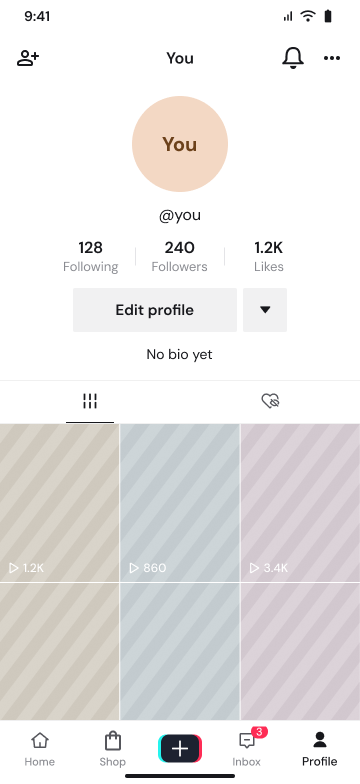 9:41
You
You
@you
128
Following
240
Followers
1.2K
Likes
Edit profile
No bio yet
1.2K
860
3.4K
3
Home
Shop
Inbox
Profile